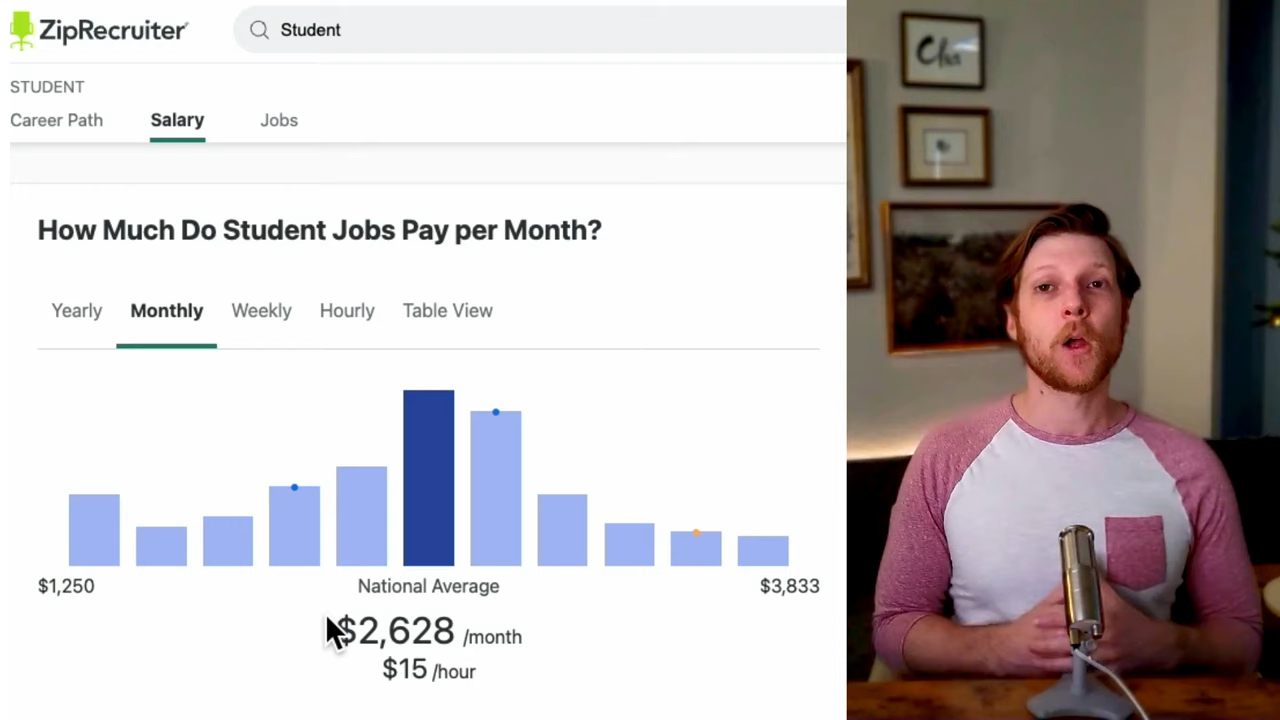 ZipRecruiter
Student
STUDENT
Career Path Salary Jobs
How Much Do Student Jobs Pay per Month?
Yearly Monthly Weekly Hourly Table View
$1,250 National Average $3,833
$2,628 /month
$15 /hour